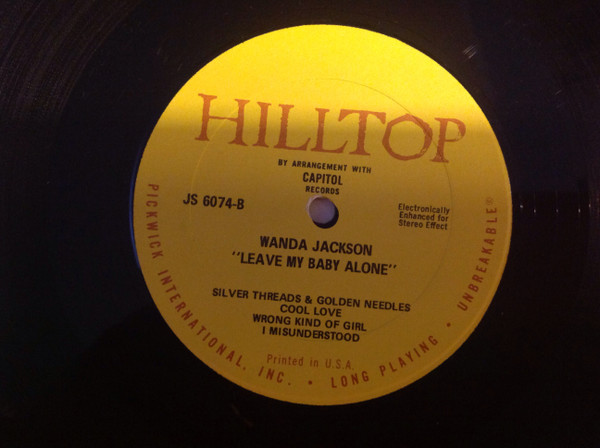 HILLTOP
BY ARRANGEMENT WITH
CAPITOL
RECORDS
JS 6074-B
Electronically
Enhanced for
Stereo Effect
WANDA JACKSON
"LEAVE MY BABY ALONE"
SILVER THREADS & GOLDEN NEEDLES
COOL LOVE
WRONG KIND OF GIRL
I MISUNDERSTOOD
Printed in U.S.A.
PICKWICK INTERNATIONAL, INC. • LONG PLAYING • UNBREAKABLE®